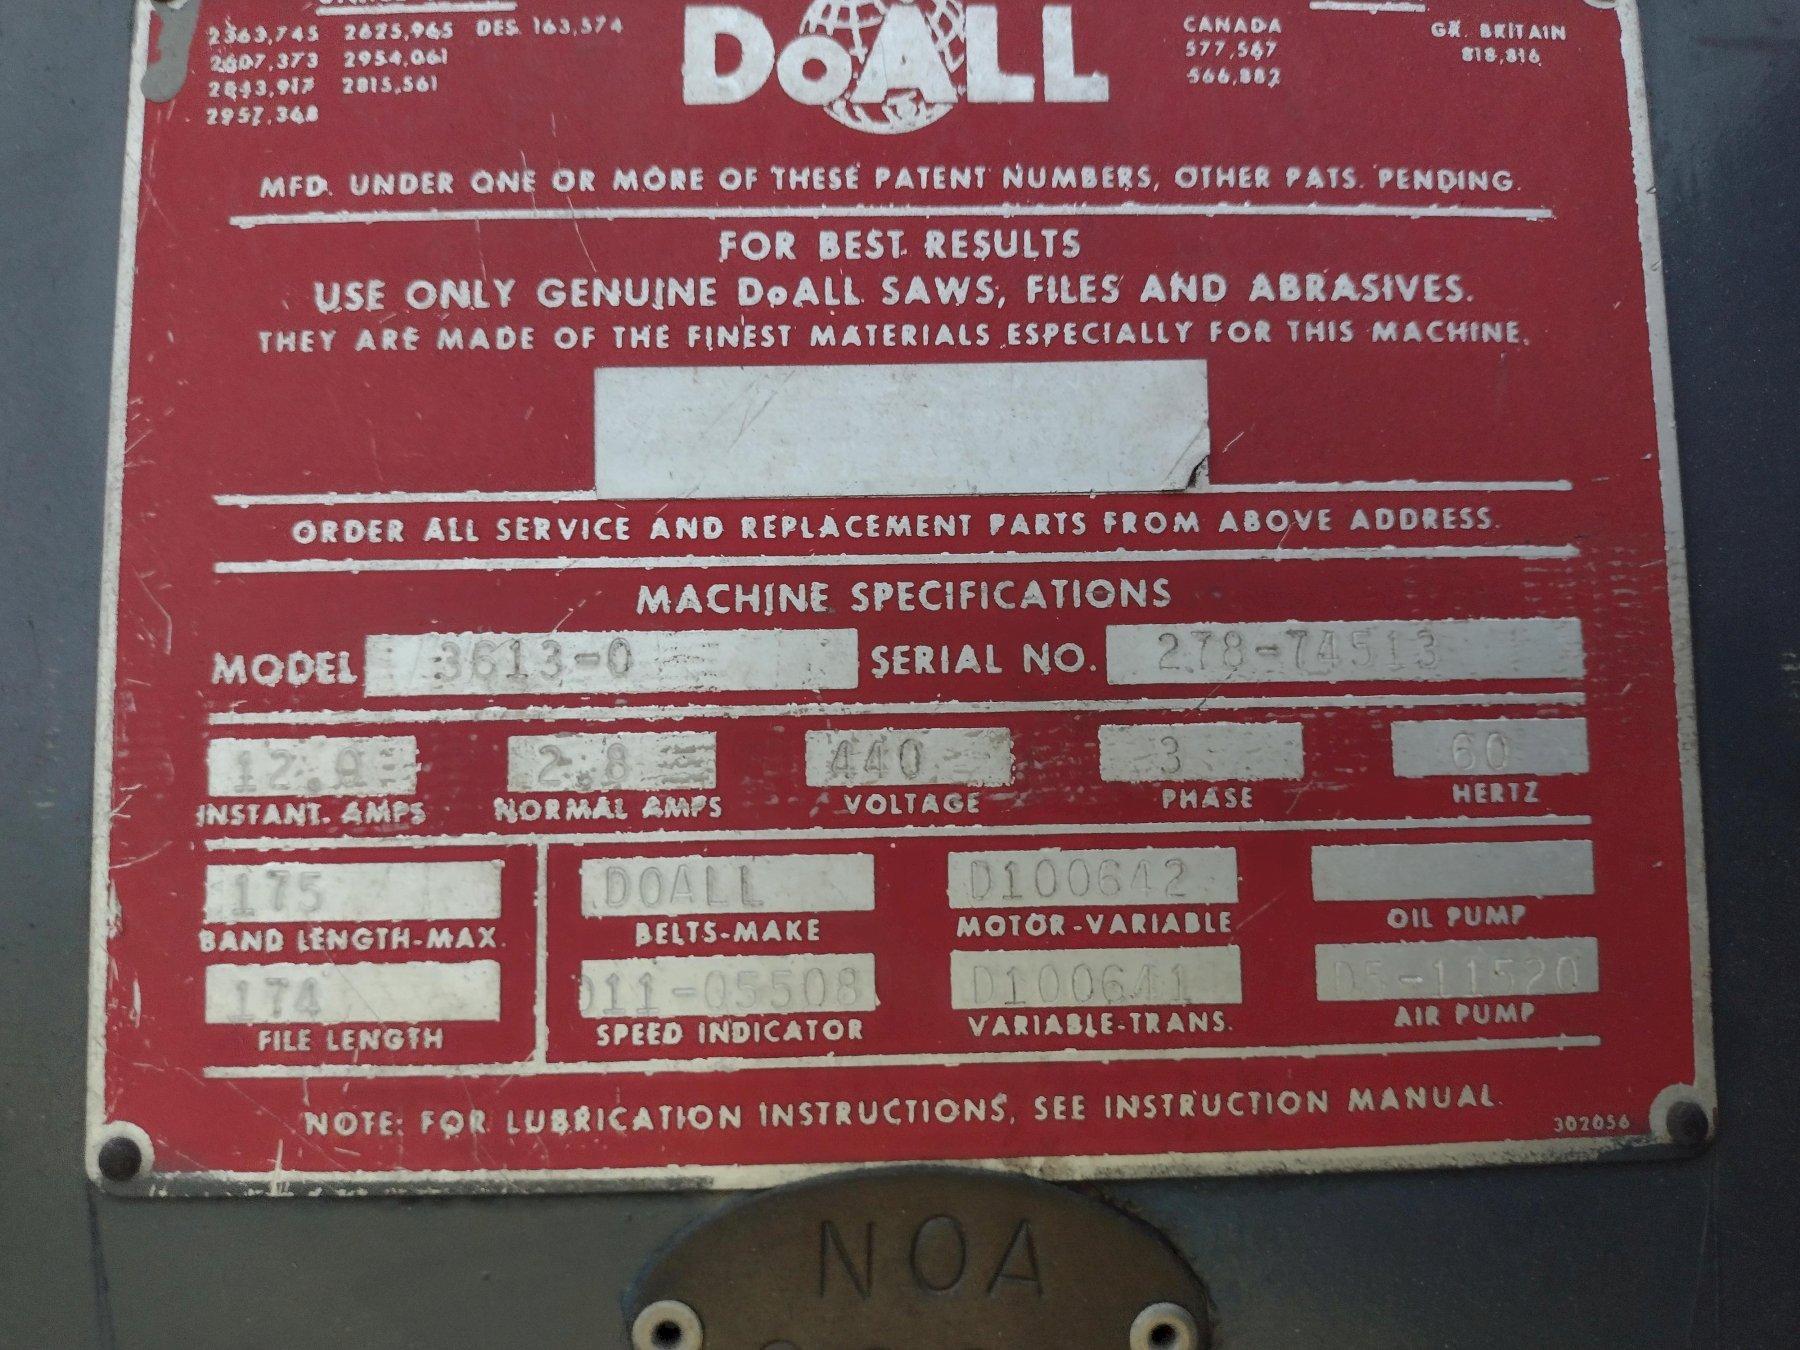 2363,745 2625,965 DES. 163,574
2607,373 2954,061
2843,917 2815,561
2957,368
DOALL
CANADA
577,567
566,882
GR. BRITAIN
818,816
MFD. UNDER ONE OR MORE OF THESE PATENT NUMBERS, OTHER PATS. PENDING.
FOR BEST RESULTS
USE ONLY GENUINE DoALL SAWS, FILES AND ABRASIVES.
THEY ARE MADE OF THE FINEST MATERIALS ESPECIALLY FOR THIS MACHINE.
ORDER ALL SERVICE AND REPLACEMENT PARTS FROM ABOVE ADDRESS.
MACHINE SPECIFICATIONS
MODEL 3613-0 SERIAL NO. 278-74513
12.0 2.8 440 3 60
INSTANT. AMPS NORMAL AMPS VOLTAGE PHASE HERTZ
175 DOALL D100642
BAND LENGTH-MAX. BELTS-MAKE MOTOR-VARIABLE OIL PUMP
174 D11-05508 D100641 D5-11520
FILE LENGTH SPEED INDICATOR VARIABLE-TRANS. AIR PUMP
NOTE: FOR LUBRICATION INSTRUCTIONS, SEE INSTRUCTION MANUAL.
302056
NOA